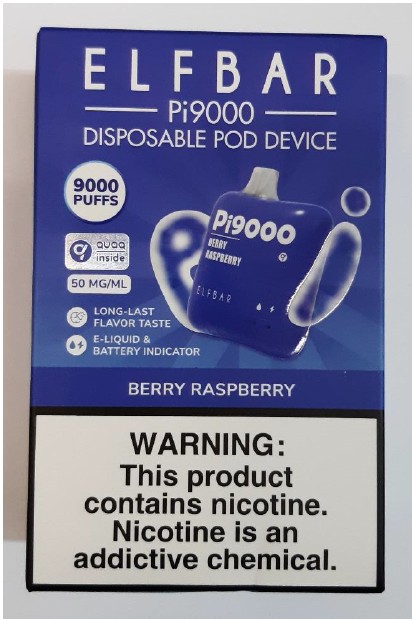 ELFBAR
Pi9000
DISPOSABLE POD DEVICE
9000
PUFFS
quaq
inside
50 MG/ML
LONG-LAST
FLAVOR TASTE
E-LIQUID &
BATTERY INDICATOR
Pi9000
BERRY
RASPBERRY
ELFBAR
BERRY RASPBERRY
WARNING:
This product
contains nicotine.
Nicotine is an
addictive chemical.